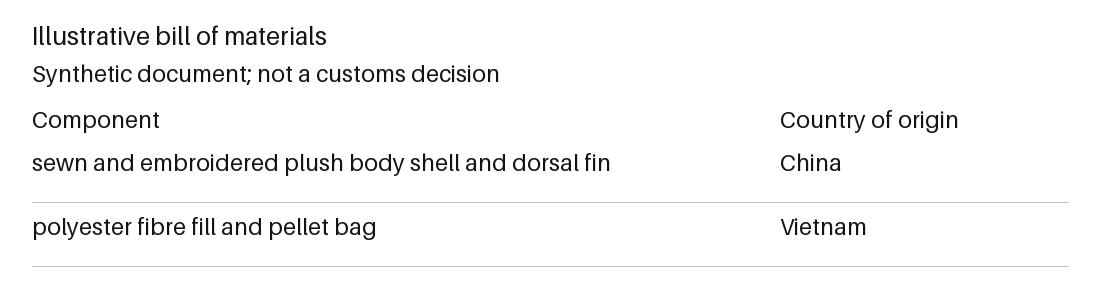 Illustrative bill of materials
Synthetic document; not a customs decision
Component Country of origin
sewn and embroidered plush body shell and dorsal fin China
polyester fibre fill and pellet bag Vietnam